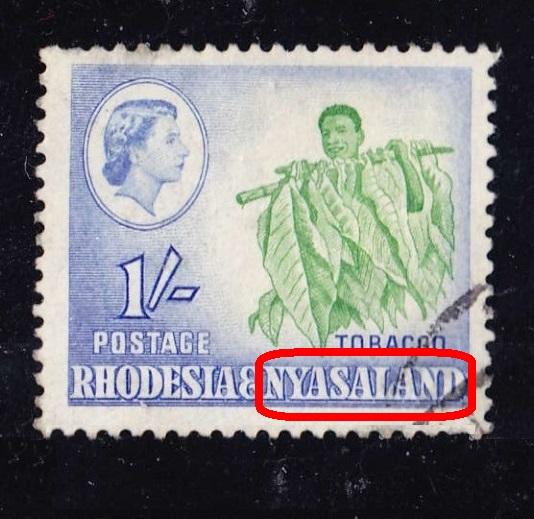 1/-
POSTAGE
TOBACCO
RHODESIA & NYASALAND